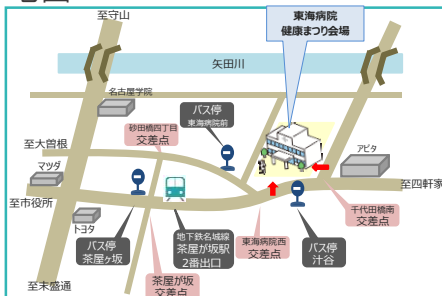 至守山
東海病院
健康まつり会場
矢田川
名古屋学院
バス停
東海病院前
砂田橋四丁目
交差点
至大曽根
マツダ
アピタ
至市役所
至四軒家
トヨタ
バス停
茶屋ヶ坂
地下鉄名城線
茶屋が坂駅
2番出口
東海病院西
交差点
バス停
汁谷
千代田橋南
交差点
茶屋が坂
交差点
至末盛通